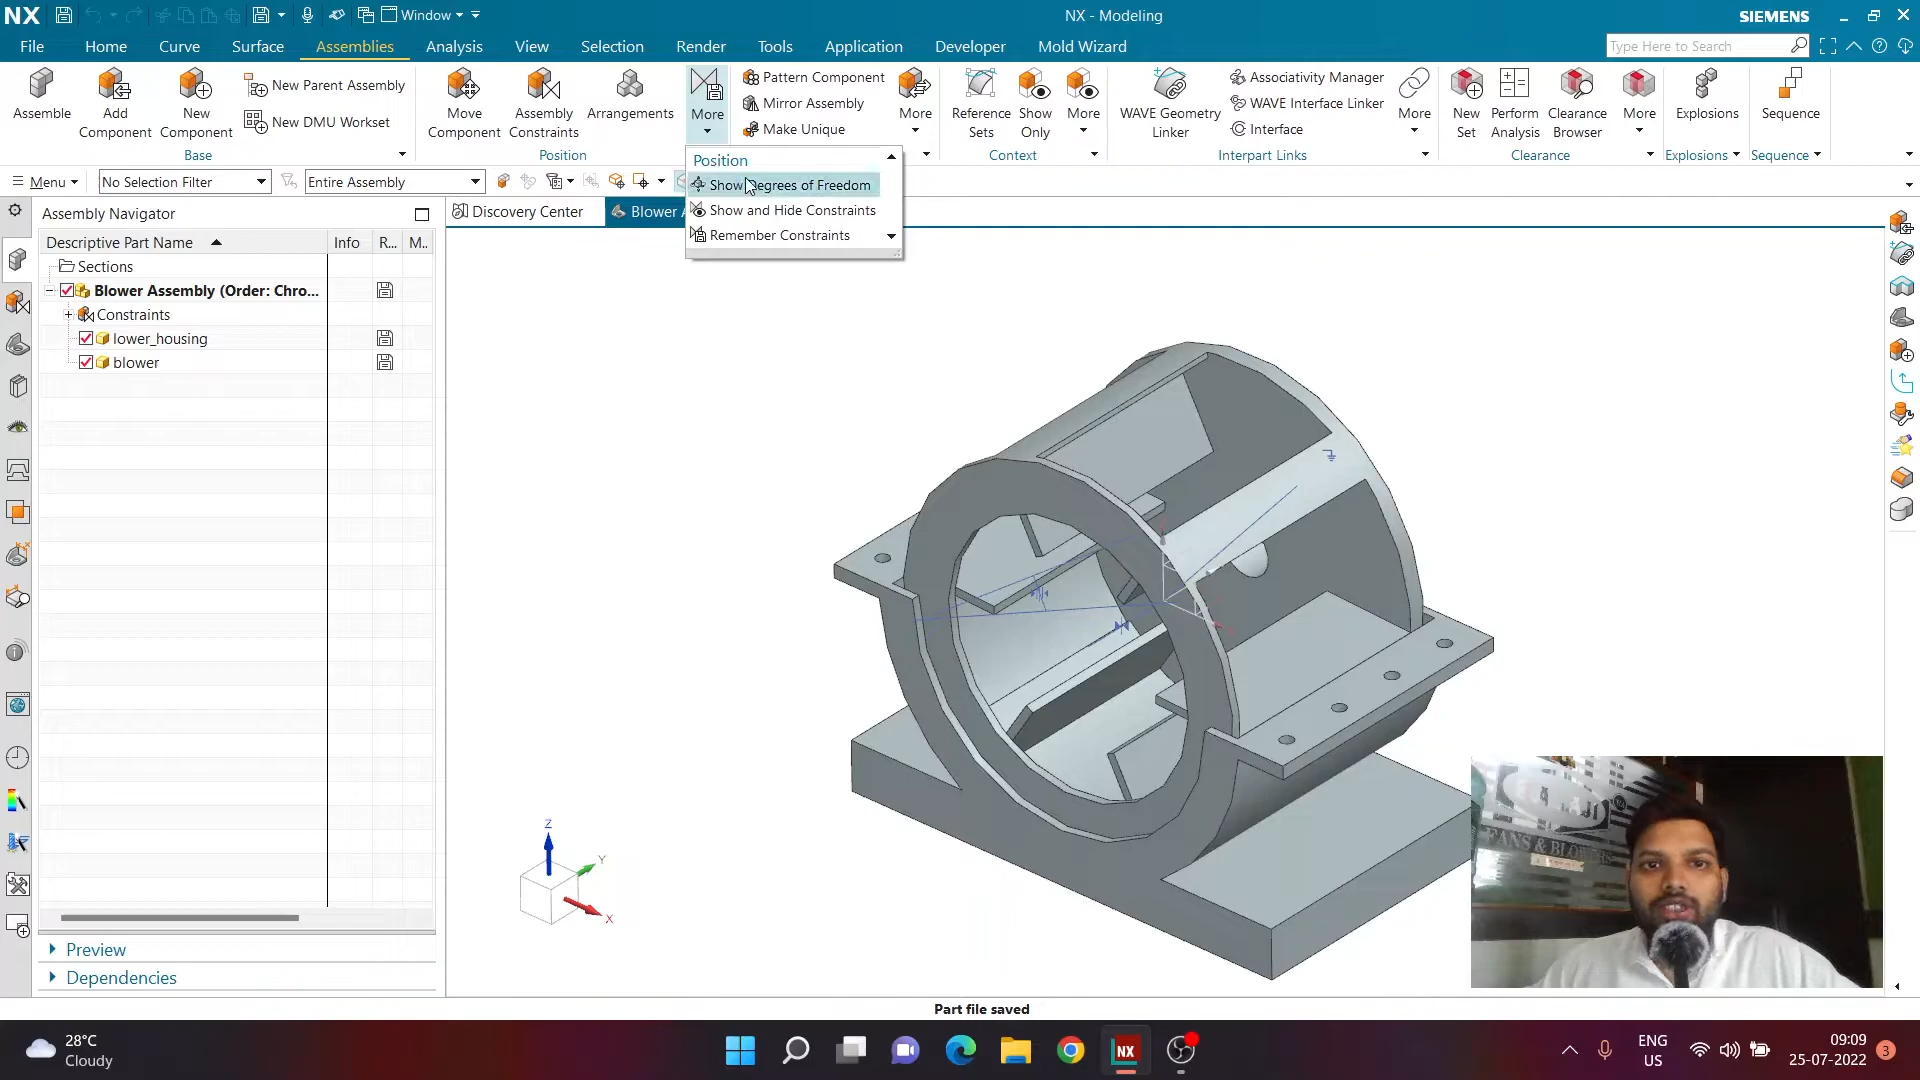 NX
Window
NX - Modeling
SIEMENS
File
Home
Curve
Surface
Assemblies
Analysis
View
Selection
Render
Tools
Application
Developer
Mold Wizard
Type Here to Search
Assemble
Add Component
New Component
New Parent Assembly
New DMU Workset
Base
Move Component
Assembly Constraints
Arrangements
Position
More
Pattern Component
Mirror Assembly
Make Unique
More
Reference Sets
Show Only
More
Context
WAVE Geometry Linker
Associativity Manager
WAVE Interface Linker
Interface
More
Interpart Links
New Set
Perform Analysis
Clearance Browser
More
Clearance
Explosions
Explosions
Sequence
Sequence
Menu
No Selection Filter
Entire Assembly
Position
Show Degrees of Freedom
Show and Hide Constraints
Remember Constraints
Assembly Navigator
Discovery Center
Blower A
Descriptive Part Name
Info
R...
M..
Sections
Blower Assembly (Order: Chro...
Constraints
lower_housing
blower
Z
Y
X
FANS & BLOWERS
Preview
Dependencies
Part file saved
28°C
Cloudy
NX
ENG
US
09:09
25-07-2022
3